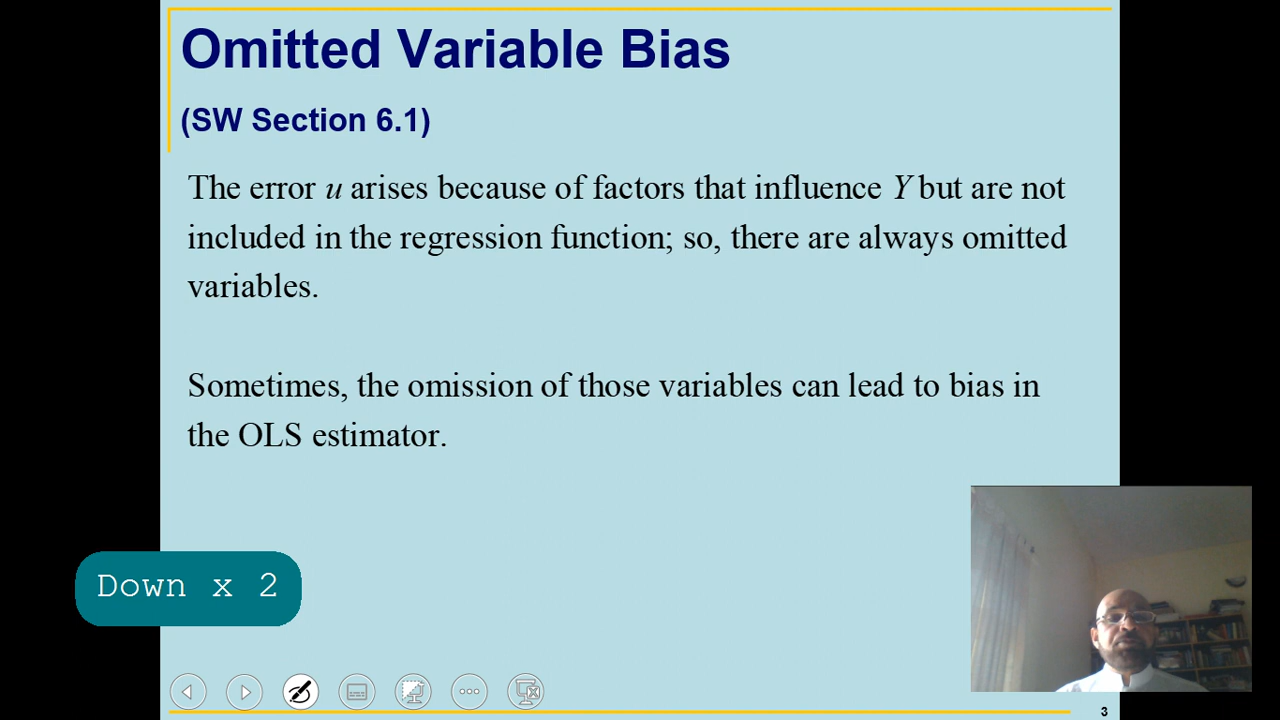 Omitted Variable Bias
(SW Section 6.1)
The error u arises because of factors that influence Y but are not
included in the regression function; so, there are always omitted
variables.
Sometimes, the omission of those variables can lead to bias in
the OLS estimator.
Down x 2
3